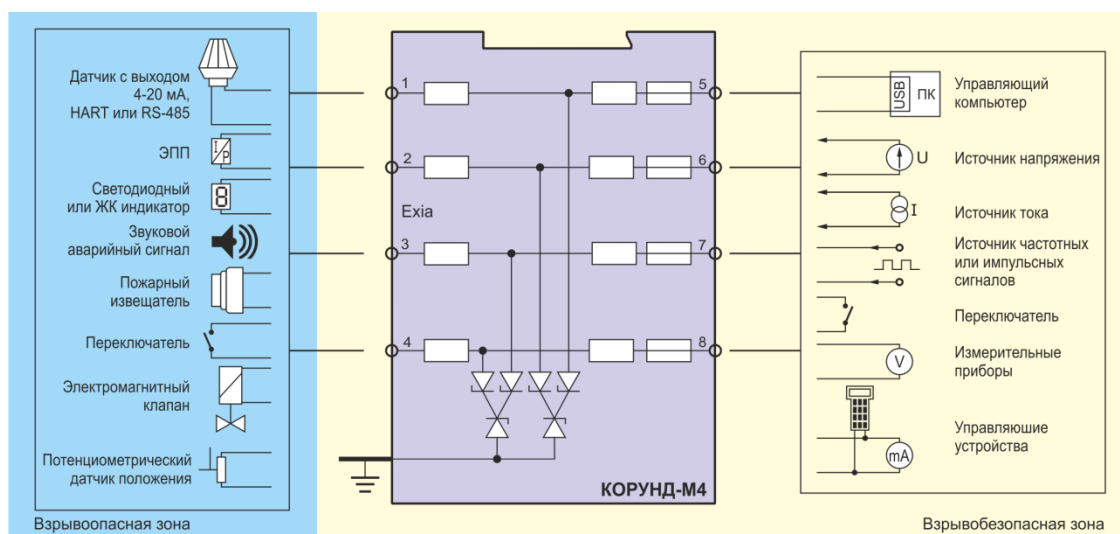 Датчик с выходом
4-20 мА,
HART или RS-485
ЭПП
I/P
Светодиодный
или ЖК индикатор
8
Звуковой
аварийный сигнал
Пожарный
извещатель
Переключатель
Электромагнитный
клапан
Потенциометрический
датчик положения
Взрывоопасная зона
1
2
Exia
3
4
5
6
7
8
КОРУНД-М4
USB
ПК
Управляющий
компьютер
U
Источник напряжения
I
Источник тока
Источник частотных
или импульсных
сигналов
Переключатель
V
Измерительные
приборы
Управляюшие
устройства
mA
Взрывобезопасная зона